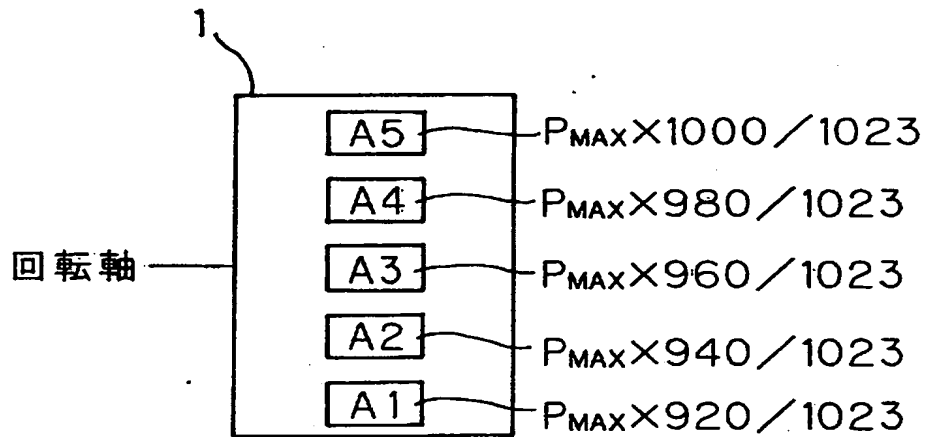 1
A5 PMAX×1000/1023
A4 PMAX×980/1023
回転軸 A3 PMAX×960/1023
A2 PMAX×940/1023
A1 PMAX×920/1023